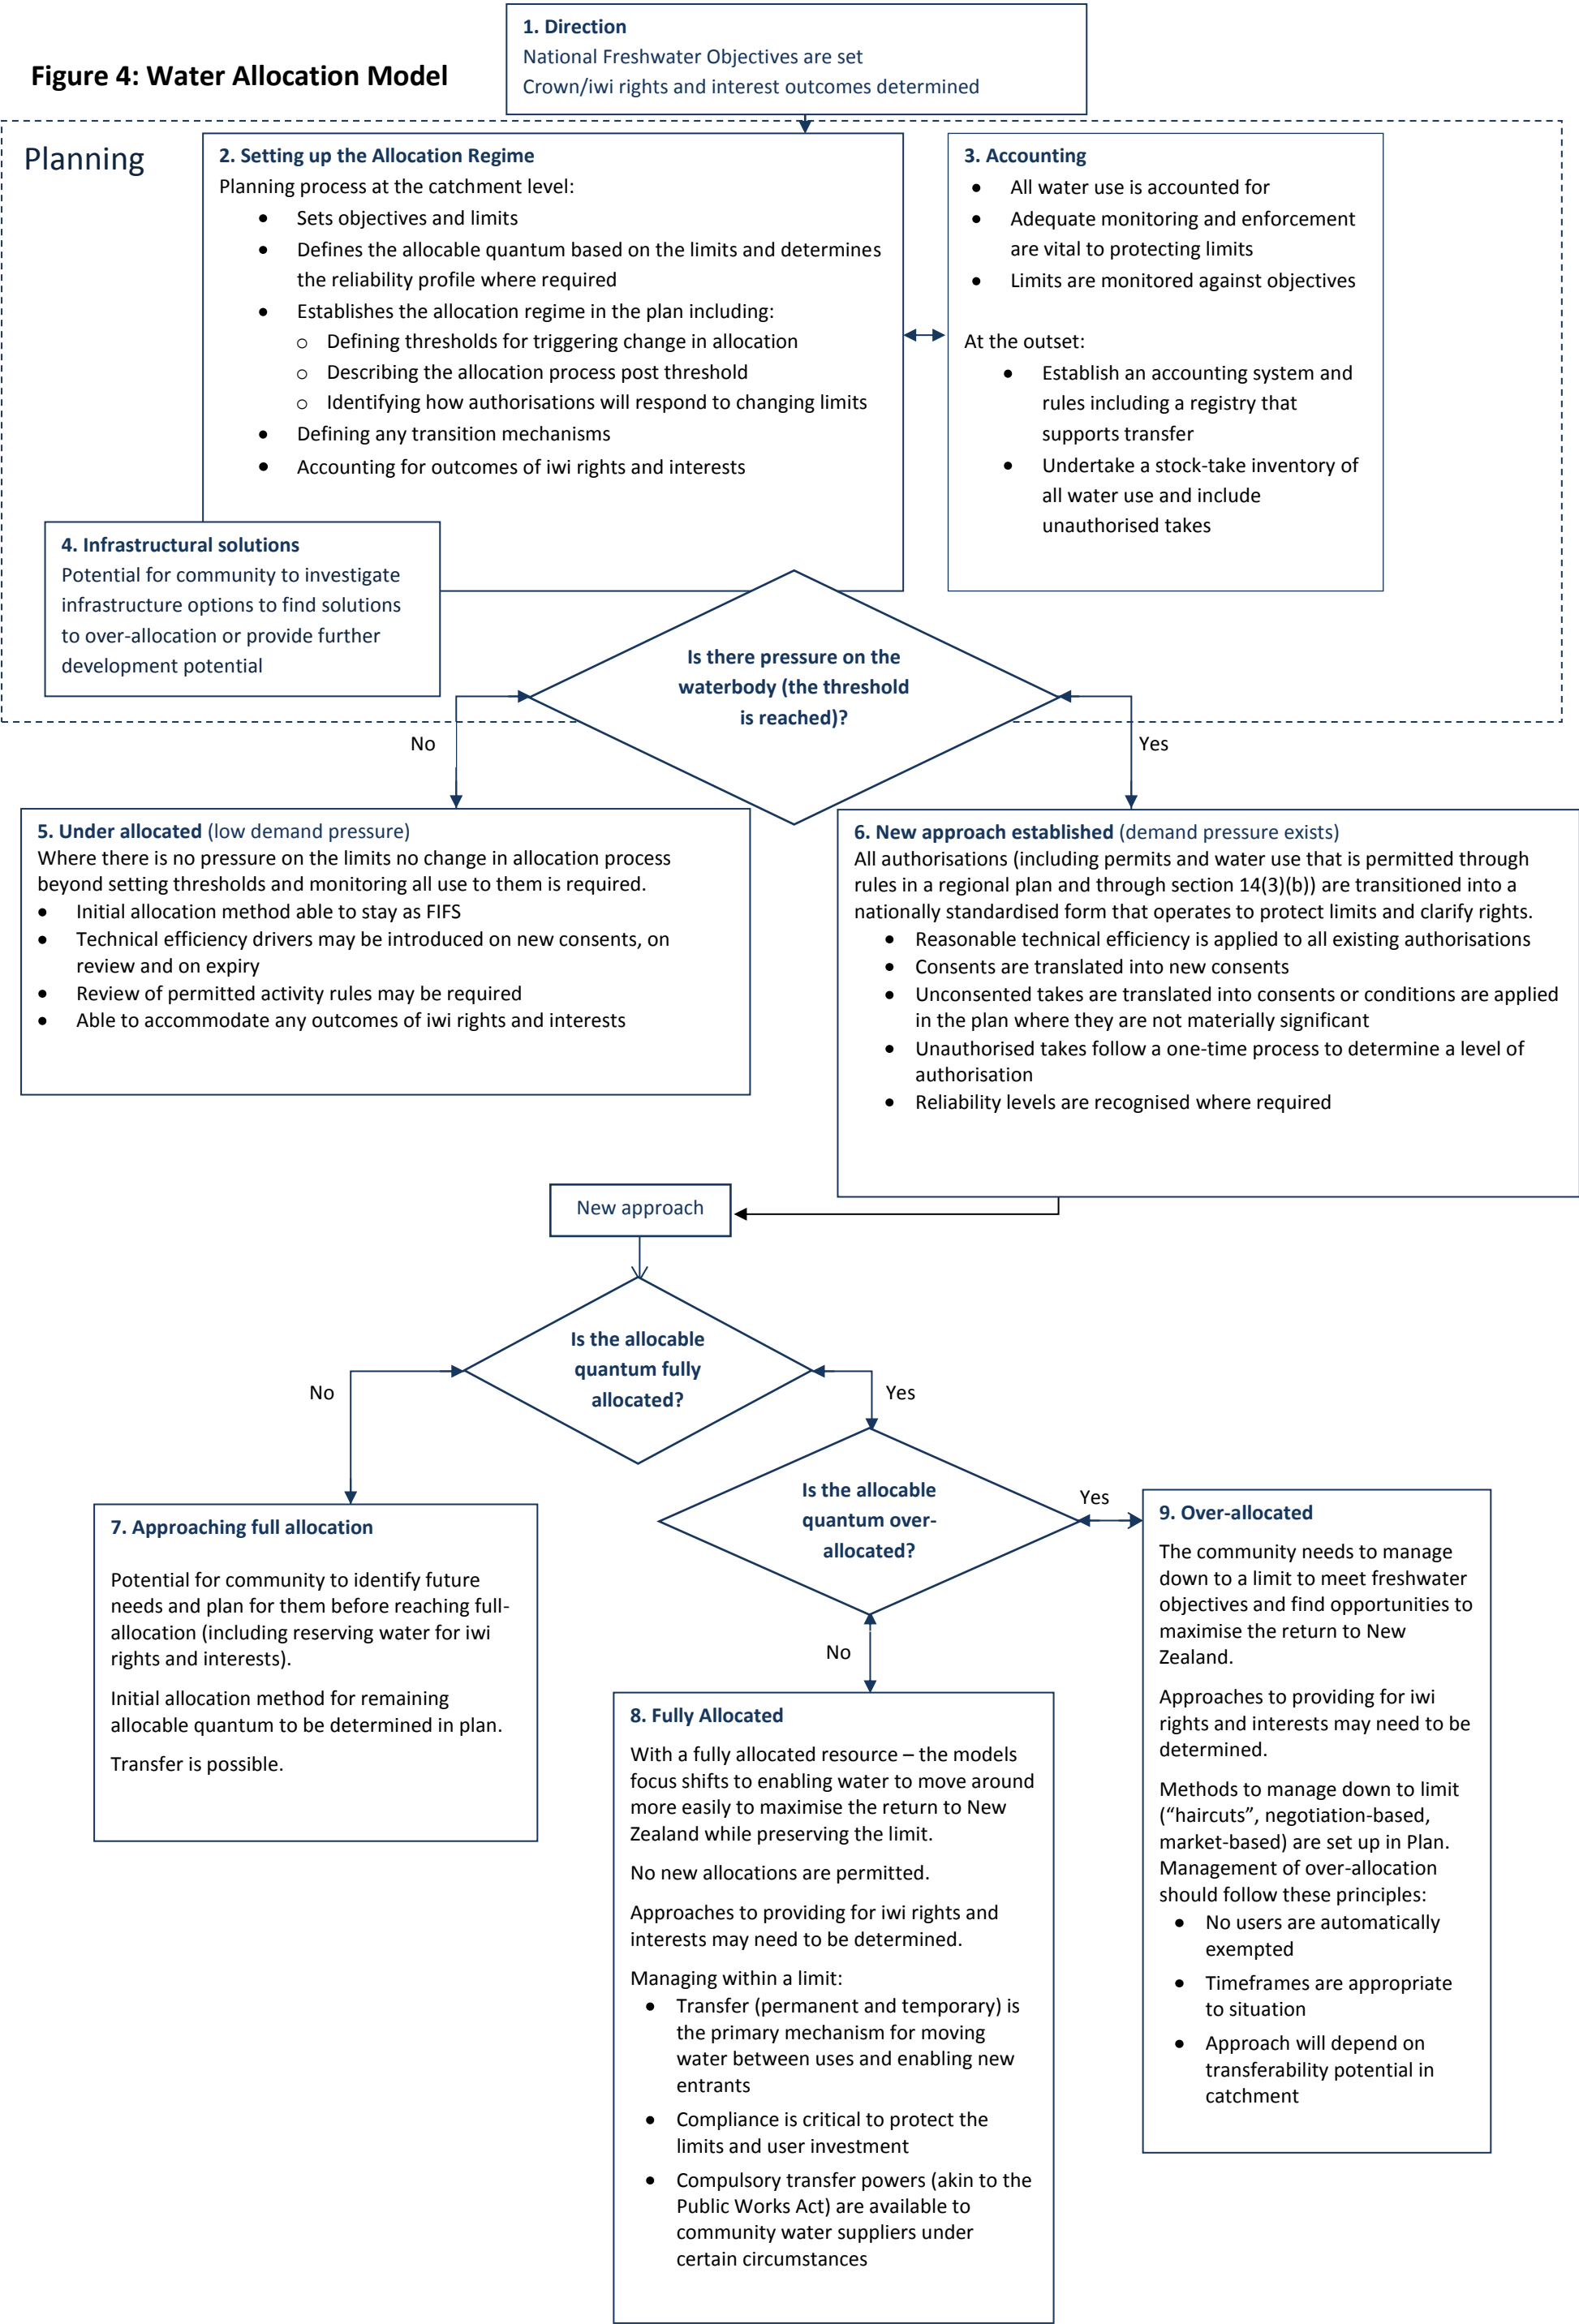 Figure 4: Water Allocation Model
1. Direction
National Freshwater Objectives are set
Crown/iwi rights and interest outcomes determined
Planning
2. Setting up the Allocation Regime
Planning process at the catchment level:
• Sets objectives and limits
• Defines the allocable quantum based on the limits and determines
the reliability profile where required
• Establishes the allocation regime in the plan including:
o Defining thresholds for triggering change in allocation
o Describing the allocation process post threshold
o Identifying how authorisations will respond to changing limits
• Defining any transition mechanisms
• Accounting for outcomes of iwi rights and interests
3. Accounting
• All water use is accounted for
• Adequate monitoring and enforcement
are vital to protecting limits
• Limits are monitored against objectives
At the outset:
• Establish an accounting system and
rules including a registry that
supports transfer
• Undertake a stock-take inventory of
all water use and include
unauthorised takes
4. Infrastructural solutions
Potential for community to investigate
infrastructure options to find solutions
to over-allocation or provide further
development potential
Is there pressure on the
waterbody (the threshold
is reached)?
No
Yes
5. Under allocated (low demand pressure)
Where there is no pressure on the limits no change in allocation process
beyond setting thresholds and monitoring all use to them is required.
• Initial allocation method able to stay as FIFS
• Technical efficiency drivers may be introduced on new consents, on
review and on expiry
• Review of permitted activity rules may be required
• Able to accommodate any outcomes of iwi rights and interests
6. New approach established (demand pressure exists)
All authorisations (including permits and water use that is permitted through
rules in a regional plan and through section 14(3)(b)) are transitioned into a
nationally standardised form that operates to protect limits and clarify rights.
• Reasonable technical efficiency is applied to all existing authorisations
• Consents are translated into new consents
• Unconsented takes are translated into consents or conditions are applied
in the plan where they are not materially significant
• Unauthorised takes follow a one-time process to determine a level of
authorisation
• Reliability levels are recognised where required
New approach
Is the allocable
quantum fully
allocated?
No
Yes
Is the allocable
quantum over-
allocated?
Yes
No
7. Approaching full allocation
Potential for community to identify future
needs and plan for them before reaching full-
allocation (including reserving water for iwi
rights and interests).
Initial allocation method for remaining
allocable quantum to be determined in plan.
Transfer is possible.
8. Fully Allocated
With a fully allocated resource – the models
focus shifts to enabling water to move around
more easily to maximise the return to New
Zealand while preserving the limit.
No new allocations are permitted.
Approaches to providing for iwi rights and
interests may need to be determined.
Managing within a limit:
• Transfer (permanent and temporary) is
the primary mechanism for moving
water between uses and enabling new
entrants
• Compliance is critical to protect the
limits and user investment
• Compulsory transfer powers (akin to the
Public Works Act) are available to
community water suppliers under
certain circumstances
9. Over-allocated
The community needs to manage
down to a limit to meet freshwater
objectives and find opportunities to
maximise the return to New
Zealand.
Approaches to providing for iwi
rights and interests may need to be
determined.
Methods to manage down to limit
(“haircuts”, negotiation-based,
market-based) are set up in Plan.
Management of over-allocation
should follow these principles:
• No users are automatically
exempted
• Timeframes are appropriate
to situation
• Approach will depend on
transferability potential in
catchment